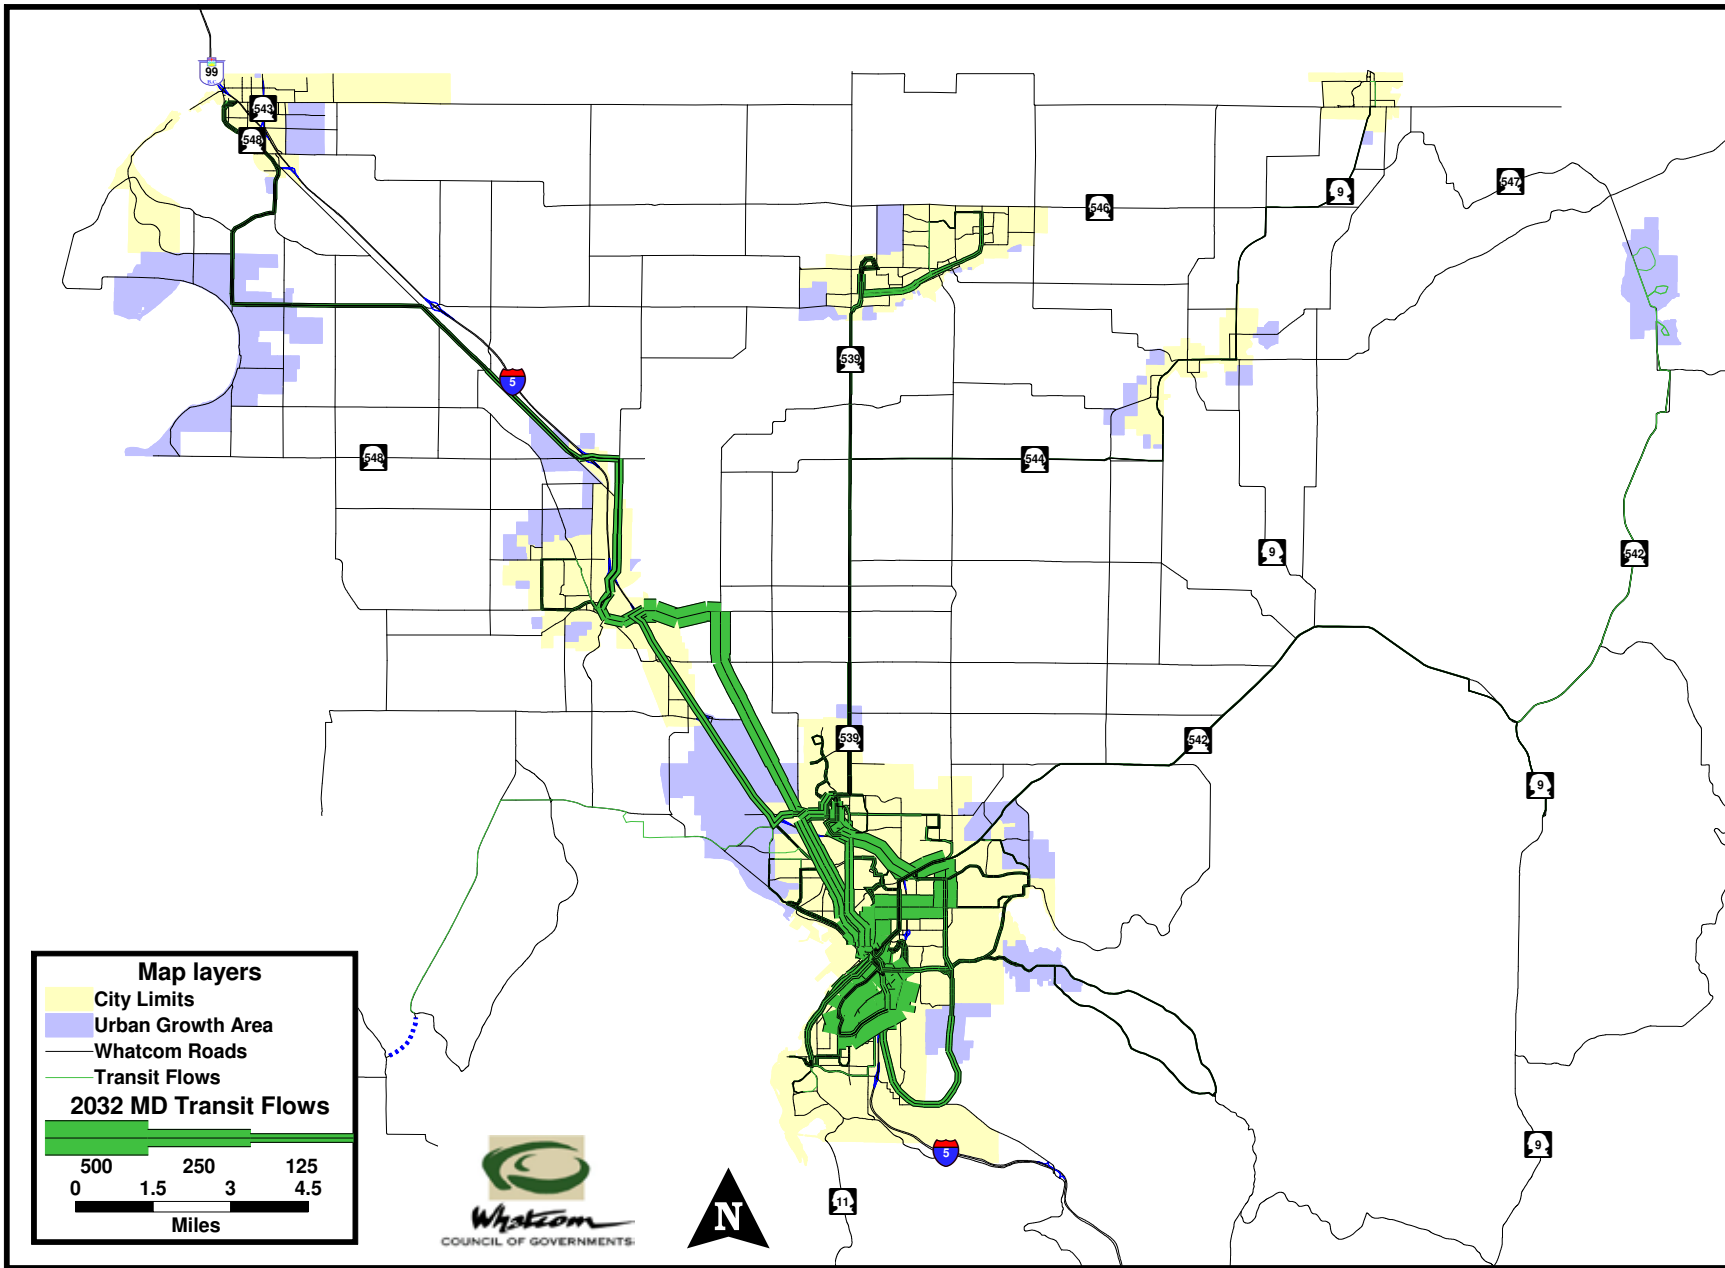 99
B.C.
543
548
9
547
546
539
5
548
544
9
542
539
542
9
Map layers
City Limits
Urban Growth Area
Whatcom Roads
Transit Flows
2032 MD Transit Flows
500 250 125
0 1.5 3 4.5
Miles
Whatcom
COUNCIL OF GOVERNMENTS
N
5
11
9